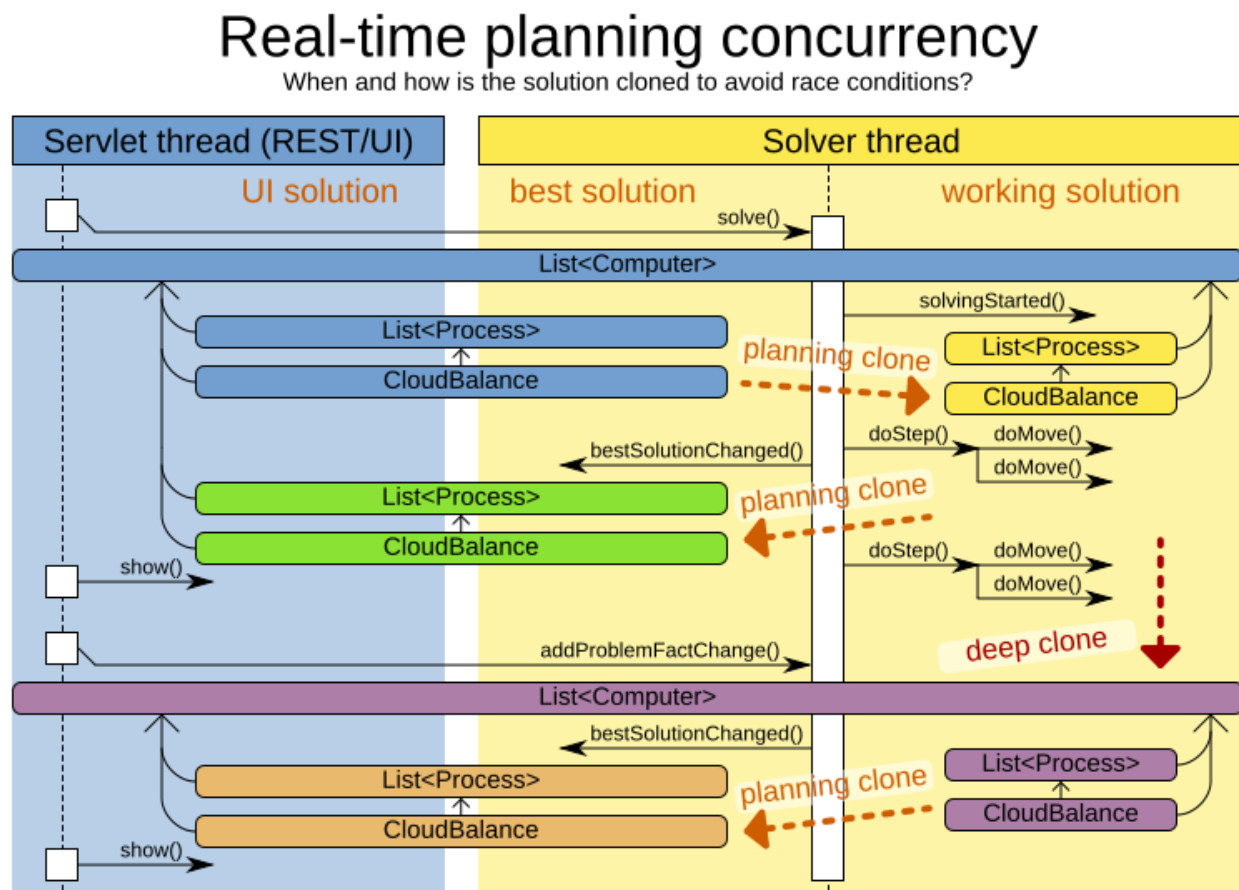 Real-time planning concurrency
When and how is the solution cloned to avoid race conditions?
Servlet thread (REST/UI)
Solver thread
UI solution
best solution
working solution
solve()
List<Computer>
solvingStarted()
List<Process>
List<Process>
planning clone
CloudBalance
CloudBalance
doStep()
doMove()
bestSolutionChanged()
doMove()
List<Process>
planning clone
CloudBalance
doStep()
doMove()
show()
doMove()
deep clone
addProblemFactChange()
List<Computer>
bestSolutionChanged()
List<Process>
List<Process>
planning clone
CloudBalance
CloudBalance
show()